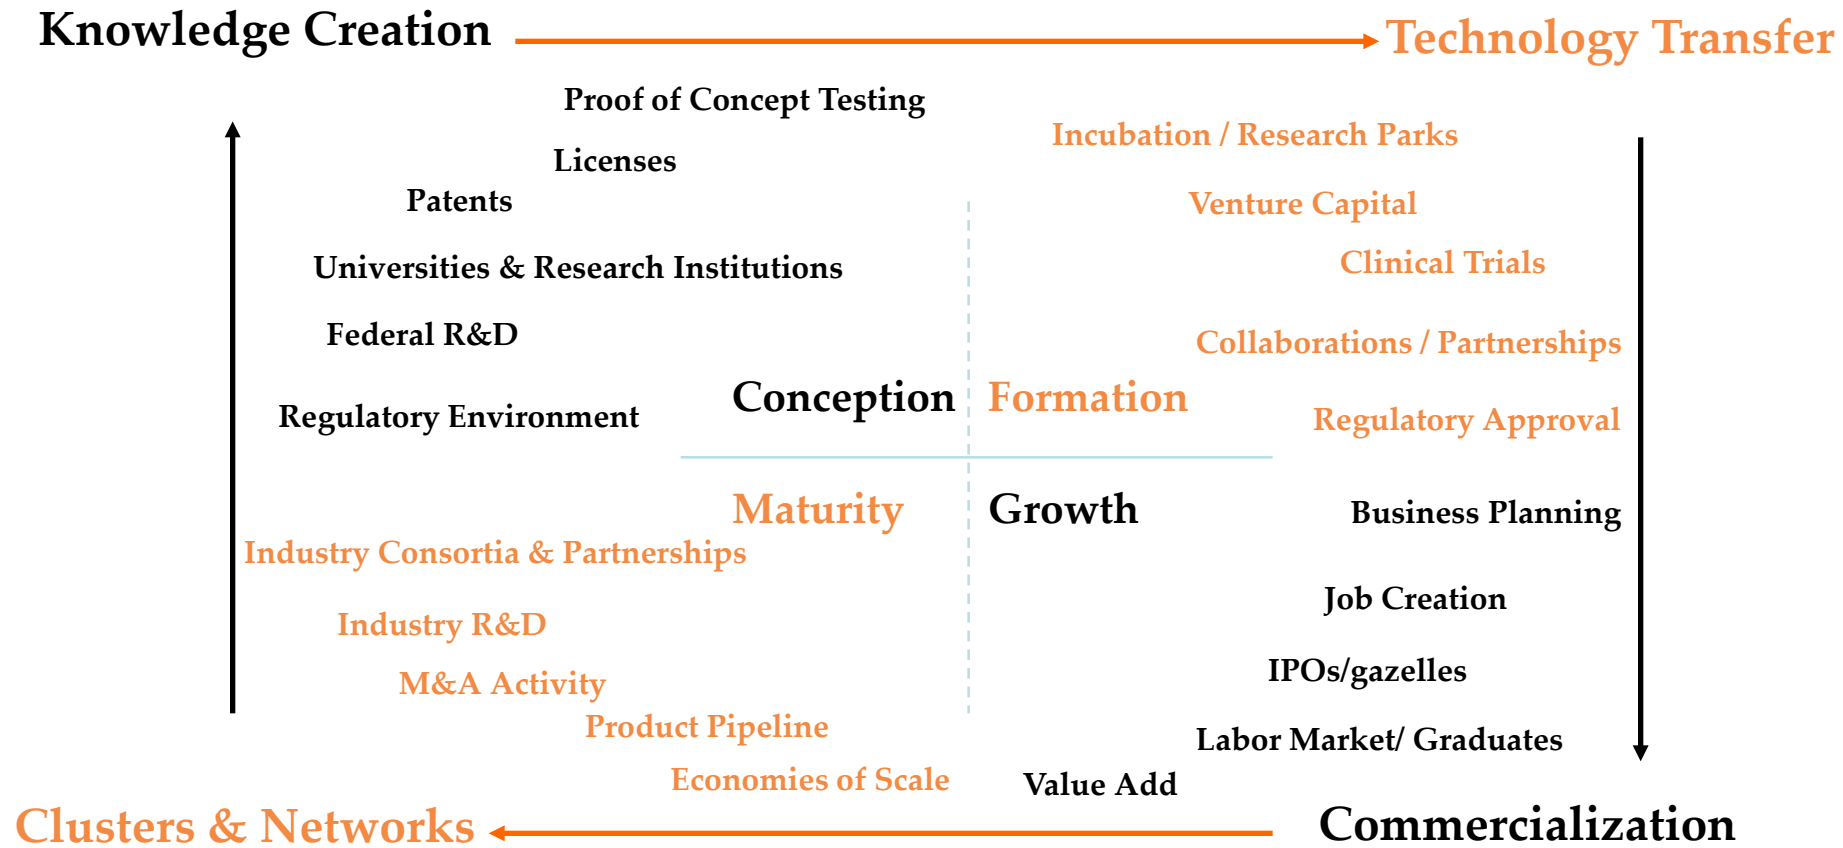 Knowledge Creation
Technology Transfer
Proof of Concept Testing
Incubation / Research Parks
Licenses
Patents
Venture Capital
Universities & Research Institutions
Clinical Trials
Federal R&D
Collaborations / Partnerships
Regulatory Environment
Conception
Formation
Regulatory Approval
Maturity
Growth
Business Planning
Industry Consortia & Partnerships
Job Creation
Industry R&D
IPOs/gazelles
M&A Activity
Product Pipeline
Labor Market/ Graduates
Economies of Scale
Value Add
Clusters & Networks
Commercialization